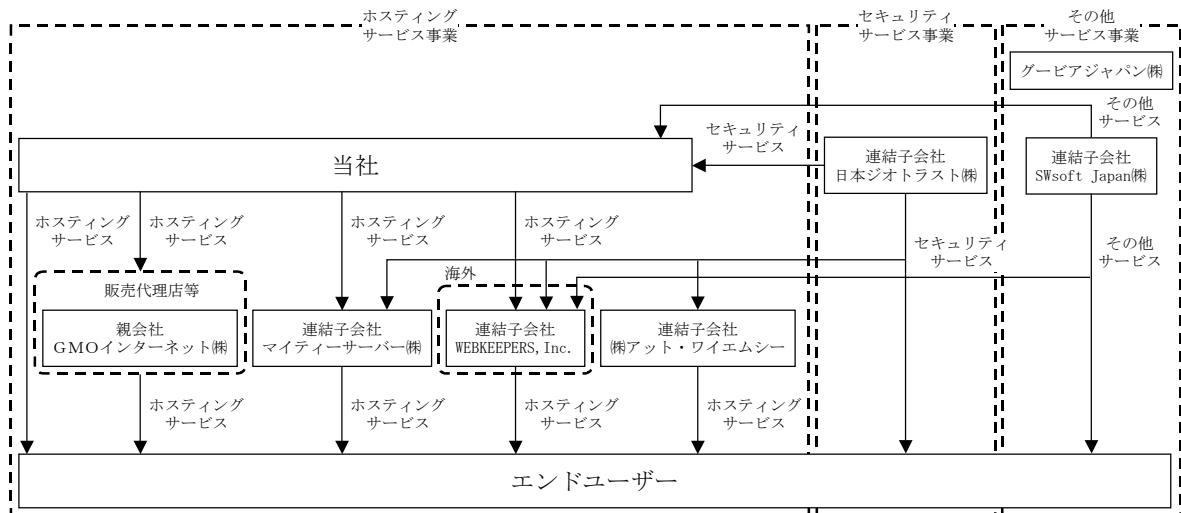 ホスティング
サービス事業
セキュリティ
サービス事業
その他
サービス事業
グービアジャパン㈱
その他
サービス
セキュリティ
サービス
当社
連結子会社
日本ジオトラスト㈱
連結子会社
SWsoft Japan㈱
ホスティング
サービス
ホスティング
サービス
ホスティング
サービス
ホスティング
サービス
セキュリティ
サービス
その他
サービス
海外
販売代理店等
親会社
GMOインターネット㈱
連結子会社
マイティーサーバー㈱
連結子会社
WEBKEEPERS,Inc.
連結子会社
㈱アット・ワイエムシー
ホスティング
サービス
ホスティング
サービス
ホスティング
サービス
ホスティング
サービス
エンドユーザー